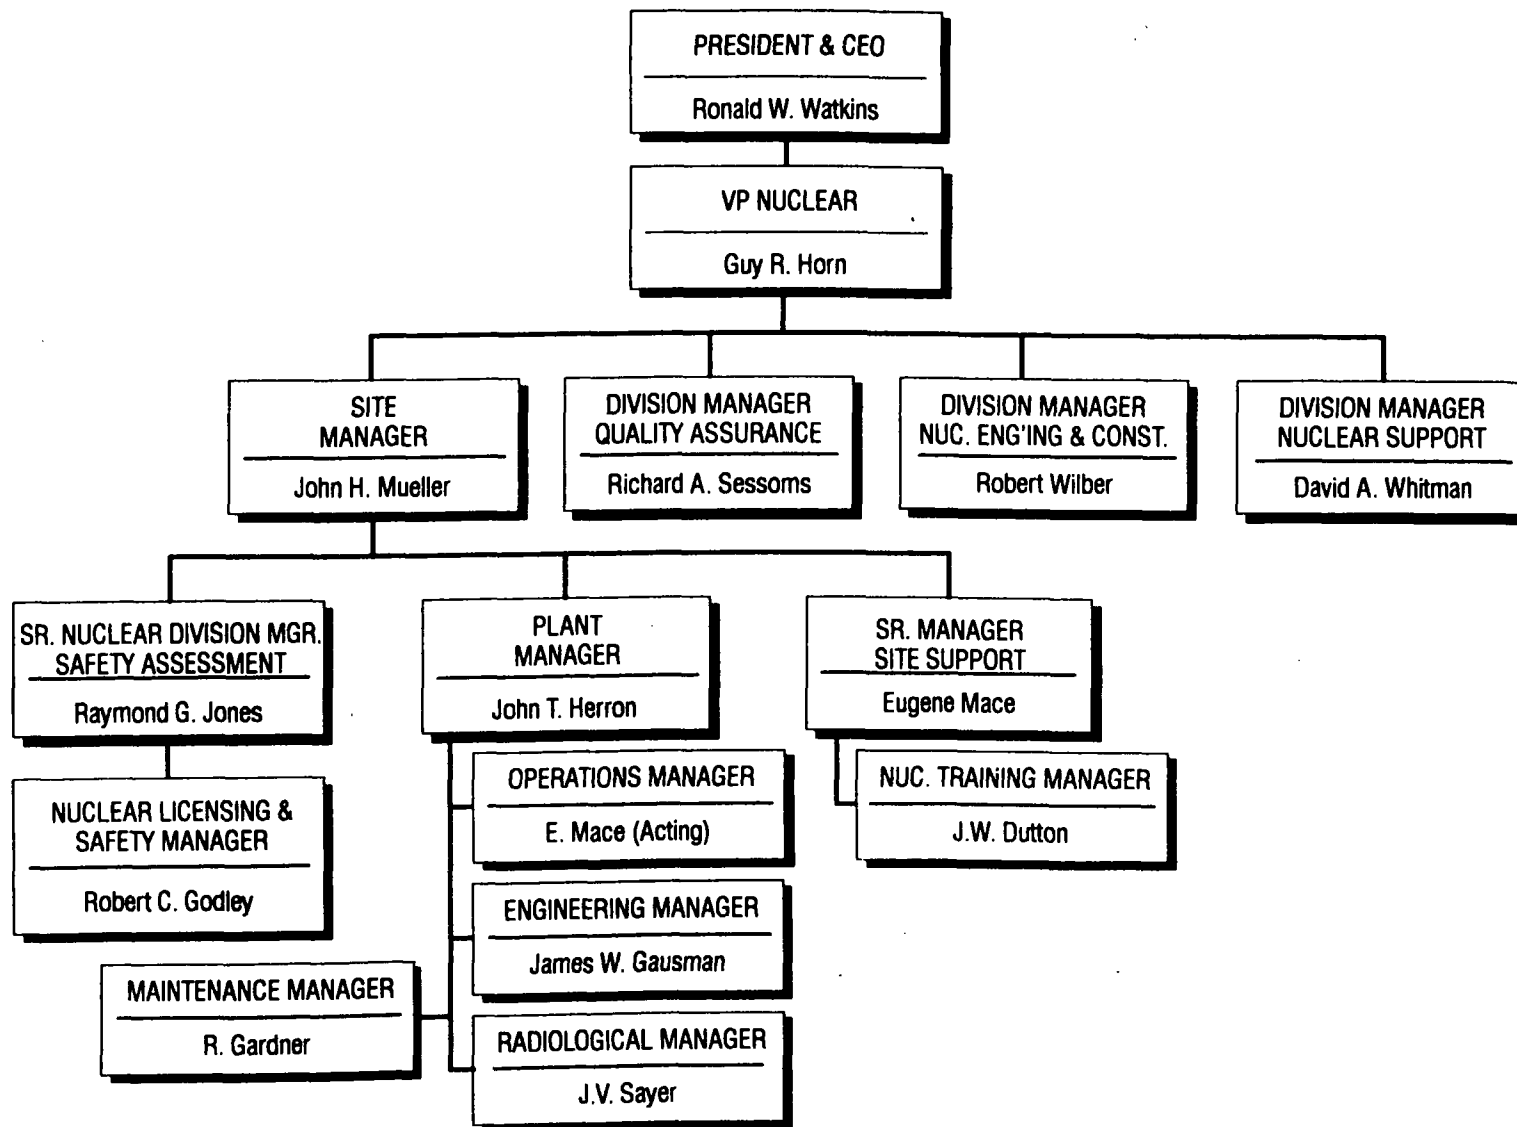 PRESIDENT & CEO
Ronald W. Watkins
VP NUCLEAR
Guy R. Horn
SITE
MANAGER
John H. Mueller
DIVISION MANAGER
QUALITY ASSURANCE
Richard A. Sessoms
DIVISION MANAGER
NUC. ENG'ING & CONST.
Robert Wilber
DIVISION MANAGER
NUCLEAR SUPPORT
David A. Whitman
SR. NUCLEAR DIVISION MGR.
SAFETY ASSESSMENT
Raymond G. Jones
PLANT
MANAGER
John T. Herron
SR. MANAGER
SITE SUPPORT
Eugene Mace
NUCLEAR LICENSING &
SAFETY MANAGER
Robert C. Godley
OPERATIONS MANAGER
E. Mace (Acting)
NUC. TRAINING MANAGER
J.W. Dutton
ENGINEERING MANAGER
James W. Gausman
MAINTENANCE MANAGER
R. Gardner
RADIOLOGICAL MANAGER
J.V. Sayer